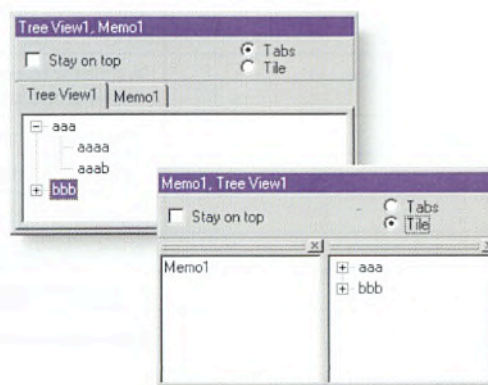 Tree View1, Memo1
Stay on top
Tabs
Tile
Tree View1 Memo1
aaa
aaaa
aaab
bbb
Memo1, Tree View1
Stay on top
Tabs
Tile
Memo1
aaa
bbb